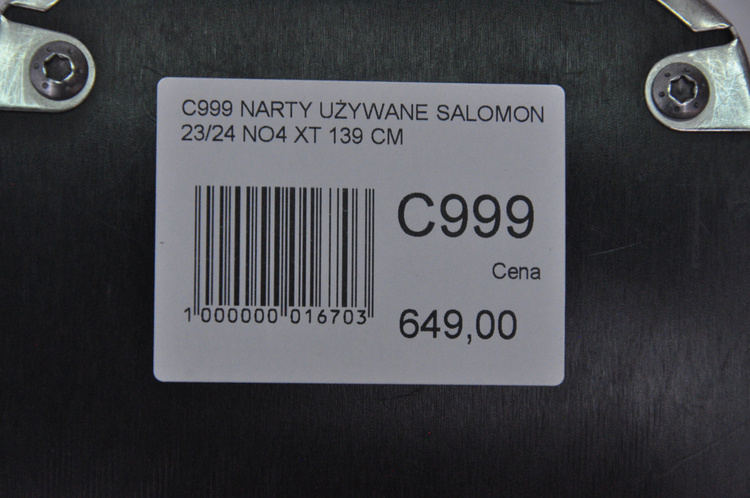 C999 NARTY UŻYWANE SALOMON
23/24 NO4 XT 139 CM
C999
Cena
649,00
1 000000 016703